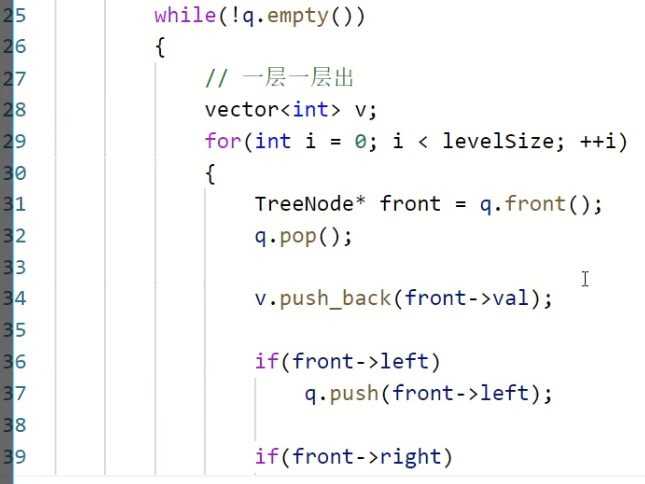 25 while(!q.empty())
26 {
27 // 一层一层出
28 vector<int> v;
29 for(int i = 0; i < levelSize; ++i)
30 {
31 TreeNode* front = q.front();
32 q.pop();
33
34 v.push_back(front->val);
35
36 if(front->left)
37 q.push(front->left);
38
39 if(front->right)